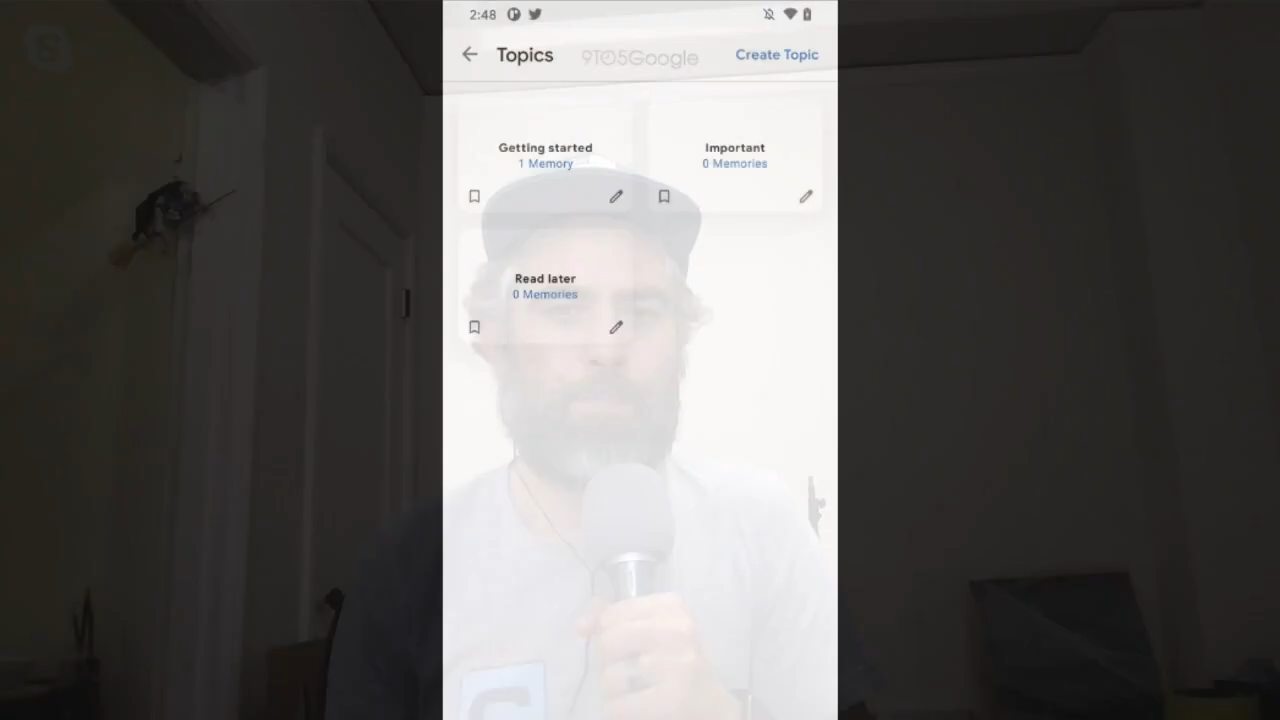 2:48
Topics
9TO5Google
Create Topic
Getting started
1 Memory
Important
0 Memories
Read later
0 Memories